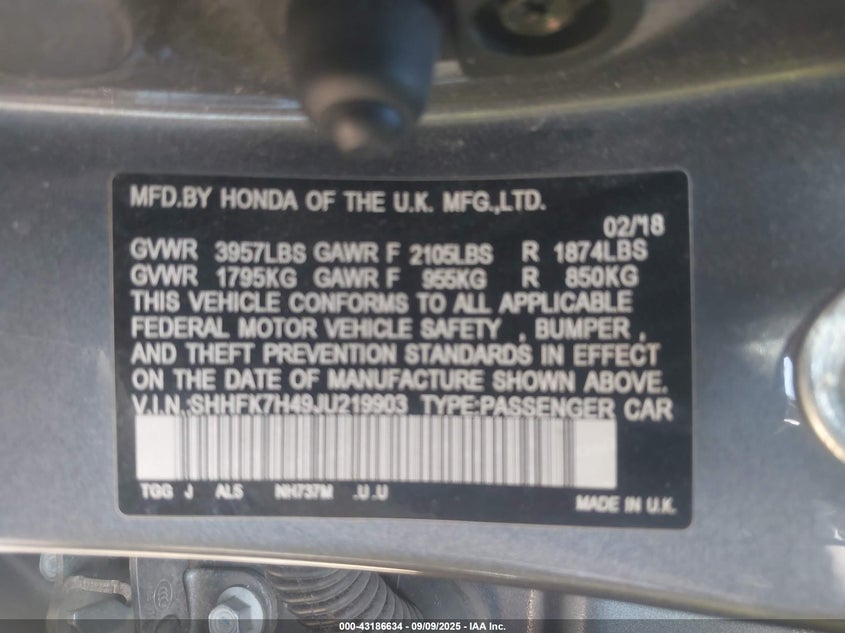 MFD.BY HONDA OF THE U.K. MFG.,LTD.
02/'18
GVWR 3957LBS GAWR F 2105LBS R 1874LBS
GVWR 1795KG GAWR F 955KG R 850KG
THIS VEHICLE CONFORMS TO ALL APPLICABLE
FEDERAL MOTOR VEHICLE SAFETY , BUMPER ,
AND THEFT PREVENTION STANDARDS IN EFFECT
ON THE DATE OF MANUFACTURE SHOWN ABOVE.
V.I.N.:SHHFK7H49JU219903 TYPE:PASSENGER CAR
TGG J AL5 NH737M .U .U
MADE IN U.K.
000-43186634 - 09/09/2025 - IAA Inc.